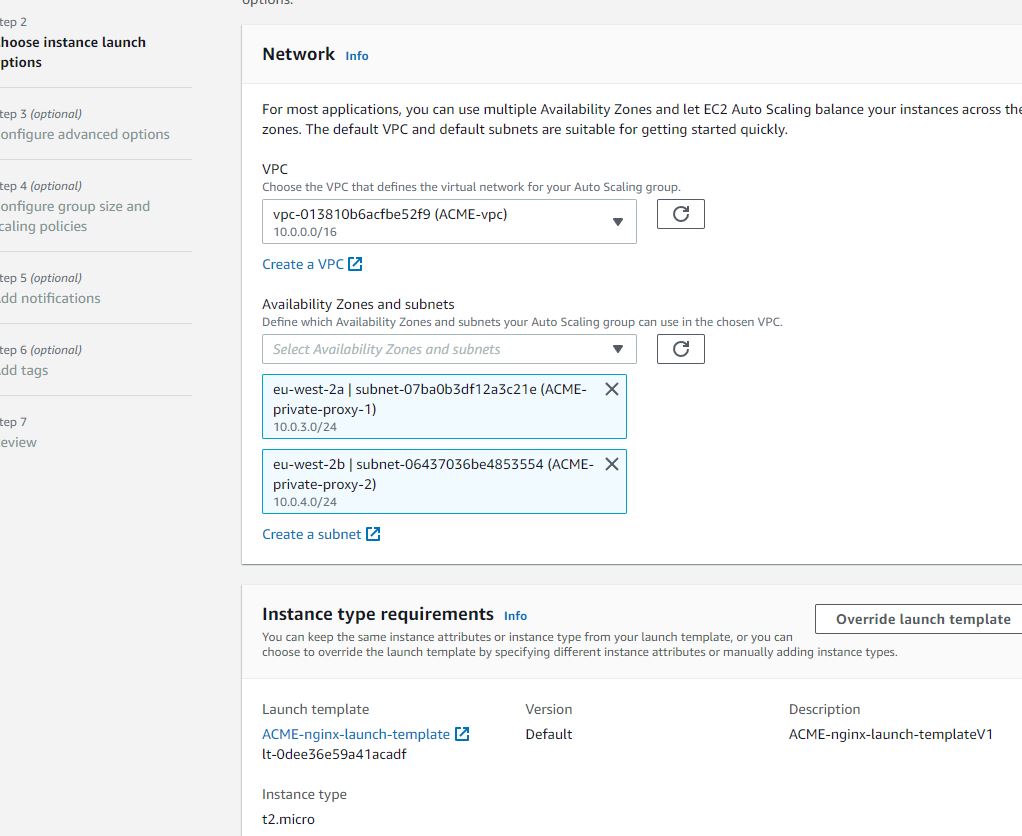 options.
tep 2
hoose instance launch
ptions
tep 3 (optional)
onfigure advanced options
tep 4 (optional)
onfigure group size and
caling policies
tep 5 (optional)
dd notifications
tep 6 (optional)
dd tags
tep 7
eview
Network Info
For most applications, you can use multiple Availability Zones and let EC2 Auto Scaling balance your instances across the
zones. The default VPC and default subnets are suitable for getting started quickly.
VPC
Choose the VPC that defines the virtual network for your Auto Scaling group.
vpc-013810b6acfbe52f9 (ACME-vpc)
10.0.0.0/16
Create a VPC
Availability Zones and subnets
Define which Availability Zones and subnets your Auto Scaling group can use in the chosen VPC.
Select Availability Zones and subnets
eu-west-2a | subnet-07ba0b3df12a3c21e (ACME-
private-proxy-1)
10.0.3.0/24
eu-west-2b | subnet-06437036be4853554 (ACME-
private-proxy-2)
10.0.4.0/24
Create a subnet
Instance type requirements Info
Override launch template
You can keep the same instance attributes or instance type from your launch template, or you can
choose to override the launch template by specifying different instance attributes or manually adding instance types.
Launch template
ACME-nginx-launch-template
lt-0dee36e59a41acadf
Version
Default
Description
ACME-nginx-launch-templateV1
Instance type
t2.micro